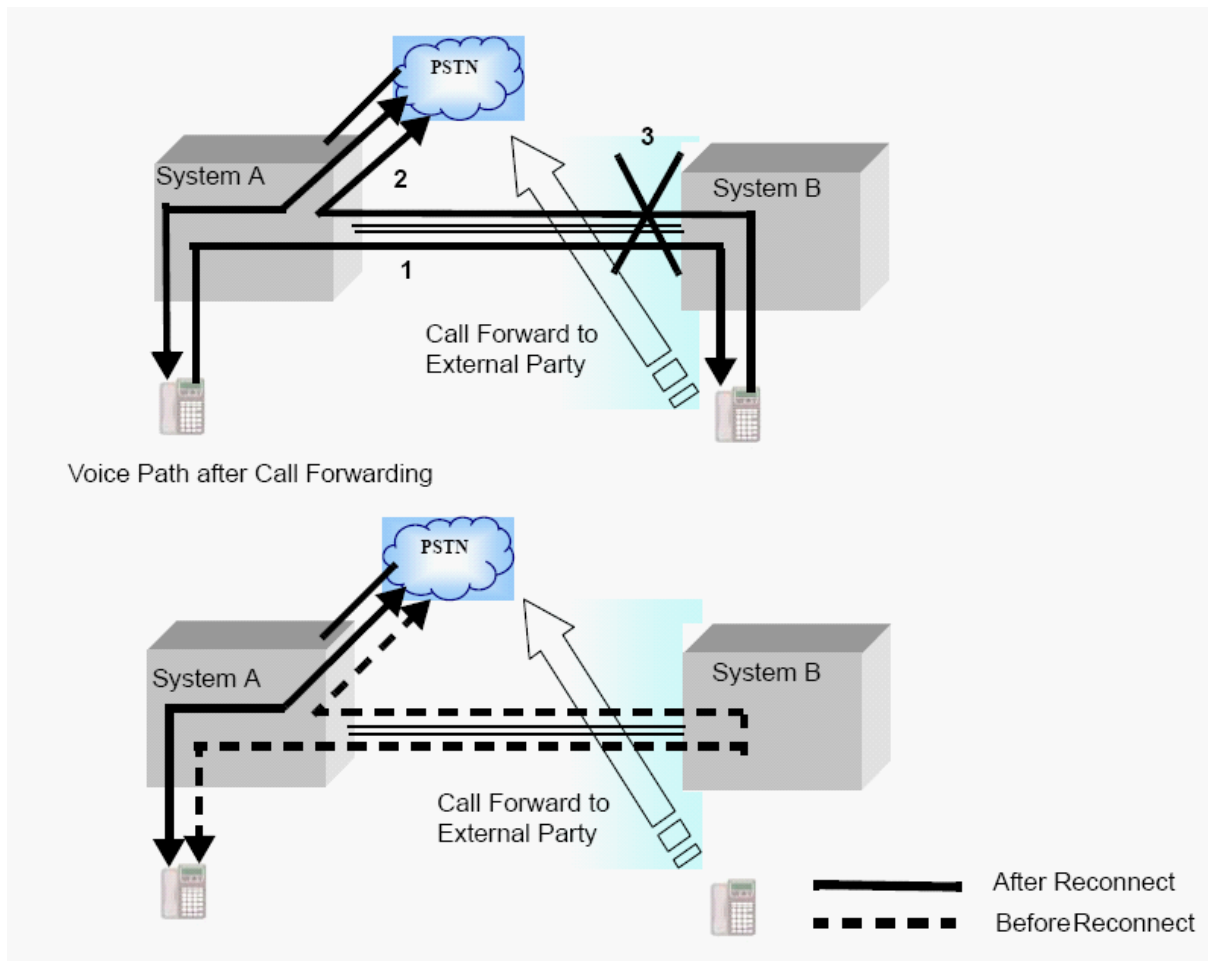 PSTN
3
System A
2
System B
1
Call Forward to
External Party
Voice Path after Call Forwarding
PSTN
System A
System B
Call Forward to
External Party
After Reconnect
Before Reconnect